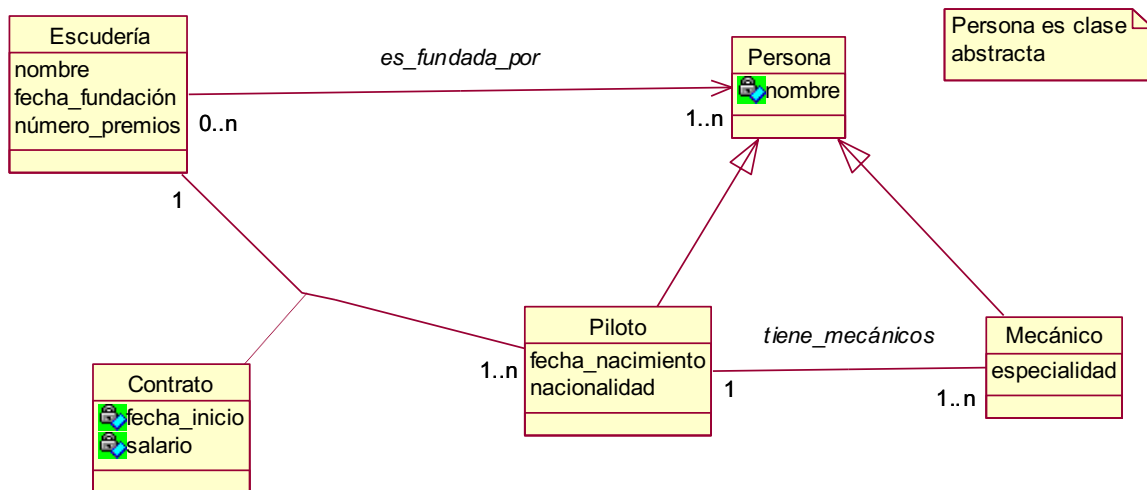 Escudería
nombre
fecha_fundación
número_premios
es_fundada_por
0..n
1..n
Persona
nombre
Persona es clase
abstracta
1
Contrato
fecha_inicio
salario
1..n
Piloto
fecha_nacimiento
nacionalidad
tiene_mecánicos
1
1..n
Mecánico
especialidad